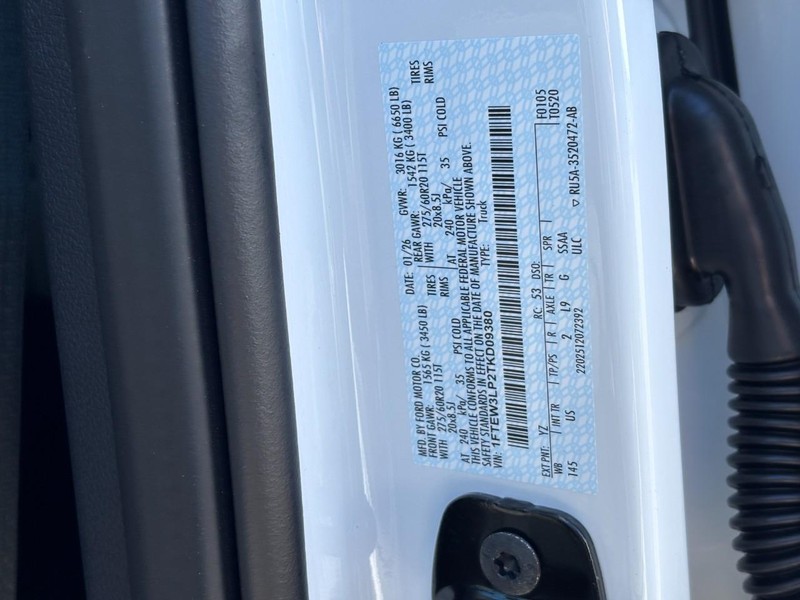 MFD. BY FORD MOTOR CO. DATE: 01/26 GVWR: 3016 KG ( 6650 LB)
FRONT GAWR: 1565 KG ( 3450 LB) REAR GAWR: 1542 KG ( 3400 LB)
WITH 275/60R20 115T TIRES WITH 275/60R20 115T TIRES
20x8.5J RIMS 20x8.5J RIMS
AT 240 kPa/ 35 PSI COLD AT 240 kPa/ 35 PSI COLD
THIS VEHICLE CONFORMS TO ALL APPLICABLE FEDERAL MOTOR VEHICLE
SAFETY STANDARDS IN EFFECT ON THE DATE OF MANUFACTURE SHOWN ABOVE.
VIN: 1FTEW3LP2TKD09380 TYPE: Truck
EXT PNT: YZ RC: 53 DSO: F0105
WB INT TR TP/PS R AXLE TR SPR T0520
145 US 2 L9 G SSAA
ULC
2202512072392 ▽ RU5A-3520472-AB